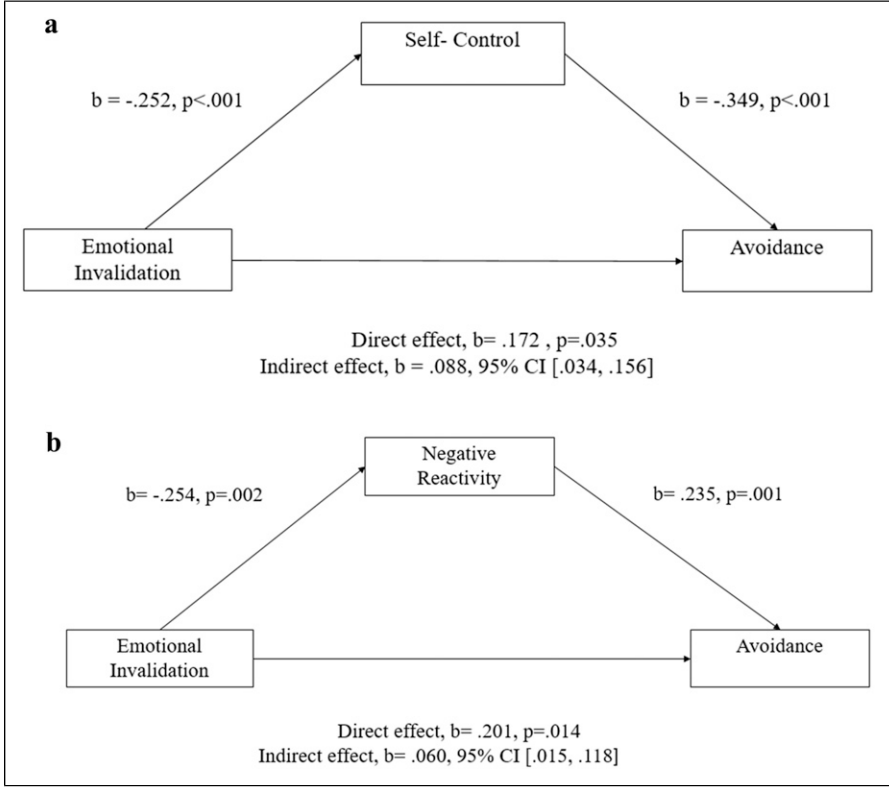 a
Self- Control
b = -.252, p<.001
b = -.349, p<.001
Emotional
Invalidation
Avoidance
Direct effect, b= .172 , p=.035
Indirect effect, b = .088, 95% CI [.034, .156]
b
Negative
Reactivity
b= -.254, p=.002
b= .235, p=.001
Emotional
Invalidation
Avoidance
Direct effect, b= .201, p=.014
Indirect effect, b= .060, 95% CI [.015, .118]